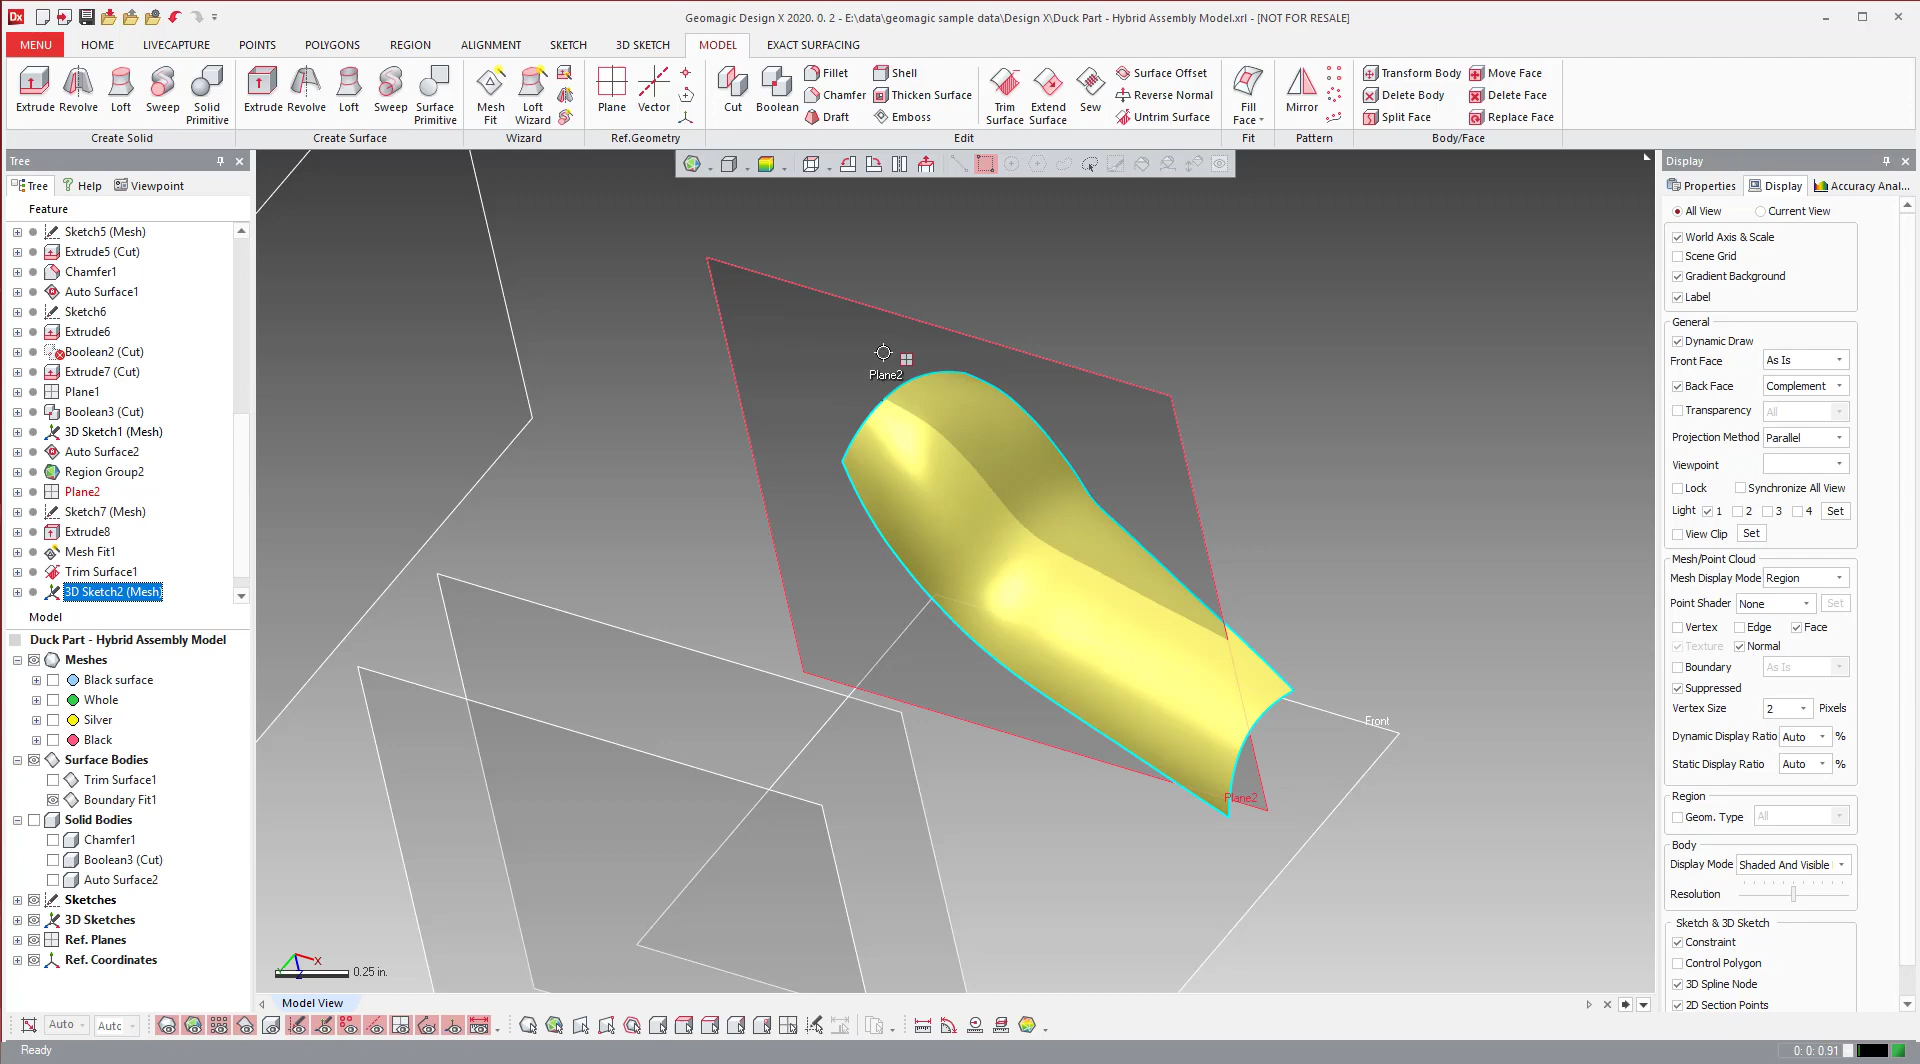 Dx
Geomagic Design X 2020. 0. 2 - E:\data\geomagic sample data\Design X\Duck Part - Hybrid Assembly Model.xrl - [NOT FOR RESALE]
MENU HOME LIVECAPTURE POINTS POLYGONS REGION ALIGNMENT SKETCH 3D SKETCH MODEL EXACT SURFACING
Extrude Revolve Loft Sweep Solid Primitive
Create Solid
Extrude Revolve Loft Sweep Surface Primitive
Create Surface
Mesh Fit Loft Wizard
Wizard
Plane Vector
Ref.Geometry
Cut Boolean
Fillet Shell
Chamfer Thicken Surface
Draft Emboss
Trim Surface Extend Surface Sew
Surface Offset
Reverse Normal
Untrim Surface
Edit
Fill Face
Fit
Mirror
Pattern
Transform Body Move Face
Delete Body Delete Face
Split Face Replace Face
Body/Face
Tree
Tree Help Viewpoint
Feature
Sketch5 (Mesh)
Extrude5 (Cut)
Chamfer1
Auto Surface1
Sketch6
Extrude6
Boolean2 (Cut)
Extrude7 (Cut)
Plane1
Boolean3 (Cut)
3D Sketch1 (Mesh)
Auto Surface2
Region Group2
Plane2
Sketch7 (Mesh)
Extrude8
Mesh Fit1
Trim Surface1
3D Sketch2 (Mesh)
Model
Duck Part - Hybrid Assembly Model
Meshes
Black surface
Whole
Silver
Black
Surface Bodies
Trim Surface1
Boundary Fit1
Solid Bodies
Chamfer1
Boolean3 (Cut)
Auto Surface2
Sketches
3D Sketches
Ref. Planes
Ref. Coordinates
Plane2
Front
Plane2
X
0.25 in.
Model View
Display
Properties Display Accuracy Anal...
All View Current View
World Axis & Scale
Scene Grid
Gradient Background
Label
General
Dynamic Draw
Front Face As Is
Back Face Complement
Transparency All
Projection Method Parallel
Viewpoint
Lock Synchronize All View
Light 1 2 3 4 Set
View Clip Set
Mesh/Point Cloud
Mesh Display Mode Region
Point Shader None Set
Vertex Edge Face
Texture Normal
Boundary As Is
Suppressed
Vertex Size 2 Pixels
Dynamic Display Ratio Auto %
Static Display Ratio Auto %
Region
Geom. Type All
Body
Display Mode Shaded And Visible
Resolution
Sketch & 3D Sketch
Constraint
Control Polygon
3D Spline Node
2D Section Points
Auto Auto
Ready
0: 0: 0.91